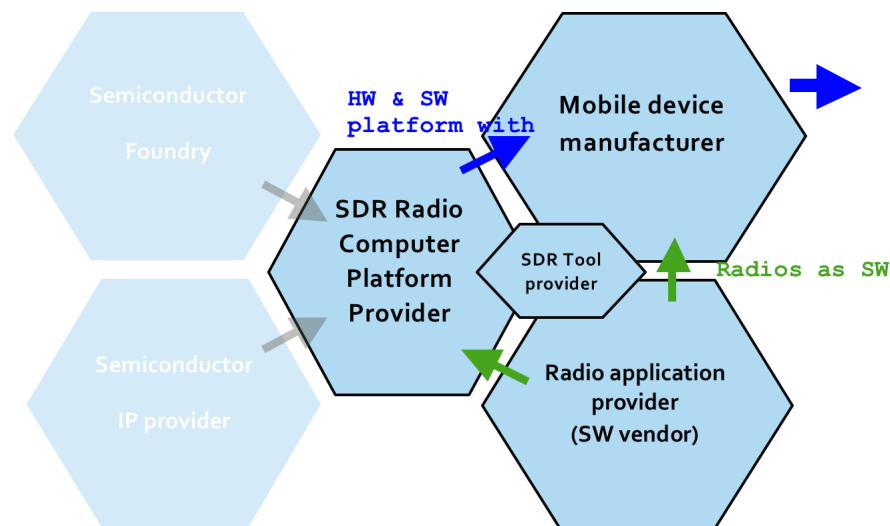 Semiconductor
Foundry
HW & SW
platform with
Mobile device
manufacturer
SDR Radio
Computer
Platform
Provider
SDR Tool
provider
Radios as SW
Semiconductor
IP provider
Radio application
provider
(SW vendor)